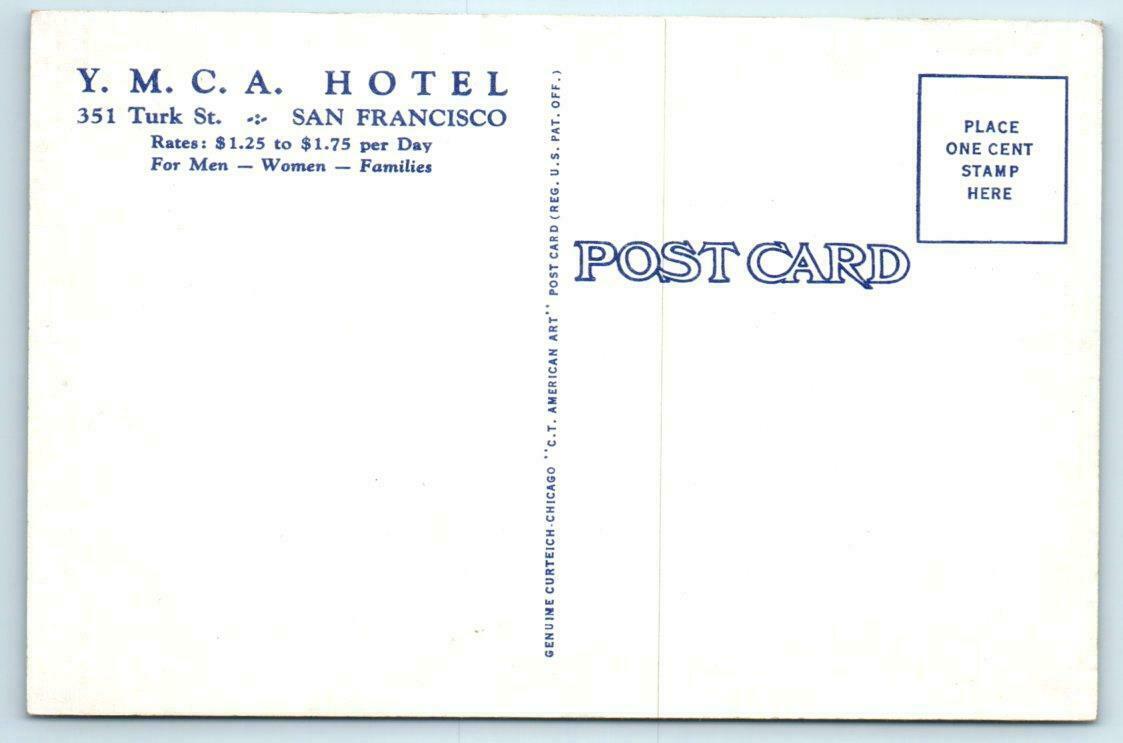 Y. M. C. A. HOTEL
351 Turk St. SAN FRANCISCO
Rates: $1.25 to $1.75 per Day
For Men — Women — Families
GENUINE CURTEICH-CHICAGO "C.T. AMERICAN ART" POST CARD (REG. U.S. PAT. OFF.)
POST CARD
PLACE
ONE CENT
STAMP
HERE